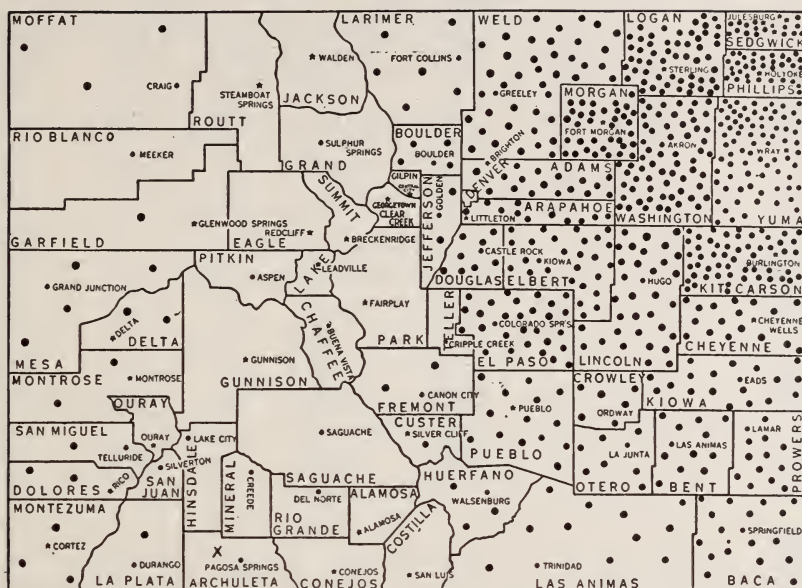 MOFFAT
LARIMER
WELD
LOGAN
JULESBURG
SEDGWICK
WALDEN
FORT COLLINS
STERLING
HOLYOKE
CRAIG
STEAMBOAT
SPRINGS
JACKSON
GREELEY
MORGAN
PHILLIPS
ROUTT
RIO BLANCO
SULPHUR
SPRINGS
BOULDER
FORT MORGAN
AKRON
WRAY
MEEKER
BOULDER
BRIGHTON
GRAND
GILPIN
DENVER
ADAMS
SUMMIT
GEORGETOWN
CLEAR
CREEK
JEFFERSON
GOLDEN
ARAPAHOE
GLENWOOD SPRINGS
REDCLIFF
LITTLETON
WASHINGTON
YUMA
GARFIELD
EAGLE
BRECKENRIDGE
PITKIN
CASTLE ROCK
KIOWA
BURLINGTON
ASPEN
LAKE
LEADVILLE
DOUGLAS
ELBERT
HUGO
KIT CARSON
GRAND JUNCTION
FAIRPLAY
TELLER
COLORADO SPR'S
CHEYENNE
WELLS
DELTA
DELTA
CHAFFEE
BUENA VISTA
PARK
CRIPPLE CREEK
MESA
GUNNISON
EL PASO
LINCOLN
CHEYENNE
MONTROSE
MONTROSE
GUNNISON
CROWLEY
EADS
OURAY
CANON CITY
KIOWA
FREMONT
PUEBLO
ORDWAY
SAN MIGUEL
OURAY
LAKE CITY
SAGUACHE
CUSTER
SILVER CLIFF
LAMAR
PROWERS
TELLURIDE
LA JUNTA
LAS ANIMAS
SILVERTON
PUEBLO
DOLORES
RICO
SAN
JUAN
HINSDALE
MINERAL
CREEDE
SAGUACHE
HUERFANO
OTERO
BENT
MONTEZUMA
DEL NORTE
ALAMOSA
WALSENBURG
RIO
GRANDE
ALAMOSA
COSTILLA
SPRINGFIELD
CORTEZ
X
DURANGO
PAGOSA SPRINGS
CONEJOS
SAN LUIS
TRINIDAD
LA PLATA
ARCHULETA
CONEJOS
LAS ANIMAS
BACA